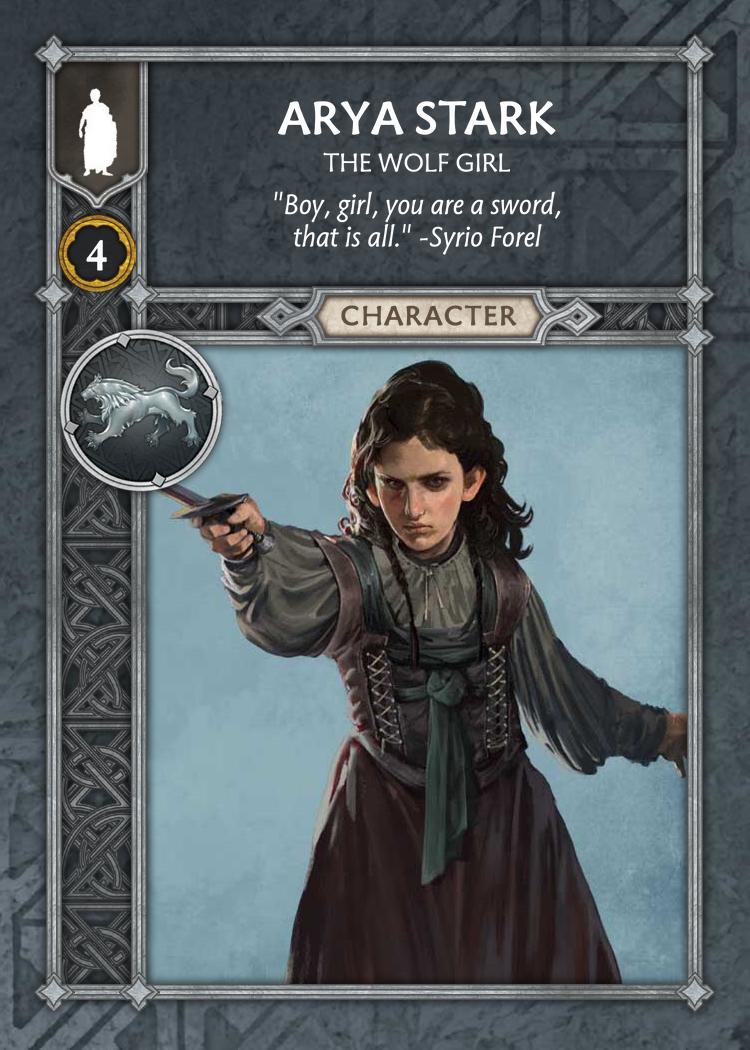 ARYA STARK
THE WOLF GIRL
"Boy, girl, you are a sword,
that is all." -Syrio Forel
4
CHARACTER